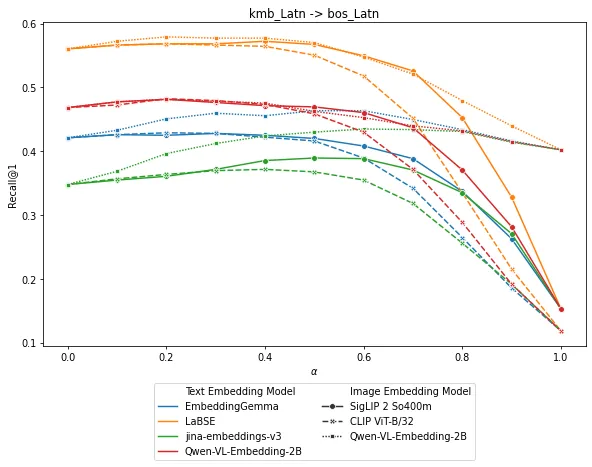 kmb_Latn -> bos_Latn
Recall@1
0.6
0.5
0.4
0.3
0.2
0.1
0.0 0.2 0.4 0.6 0.8 1.0
α
Text Embedding Model
EmbeddingGemma
LaBSE
jina-embeddings-v3
Qwen-VL-Embedding-2B
Image Embedding Model
SigLIP 2 So400m
CLIP ViT-B/32
Qwen-VL-Embedding-2B